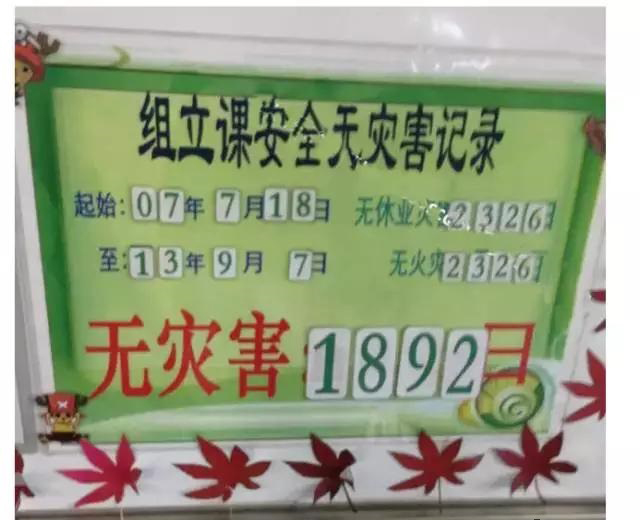 组立课安全无灾害记录
起始:07年 7月18日 无休业灾 2326
至:13年9月 7日 无火灾 2326
无灾害:1892日